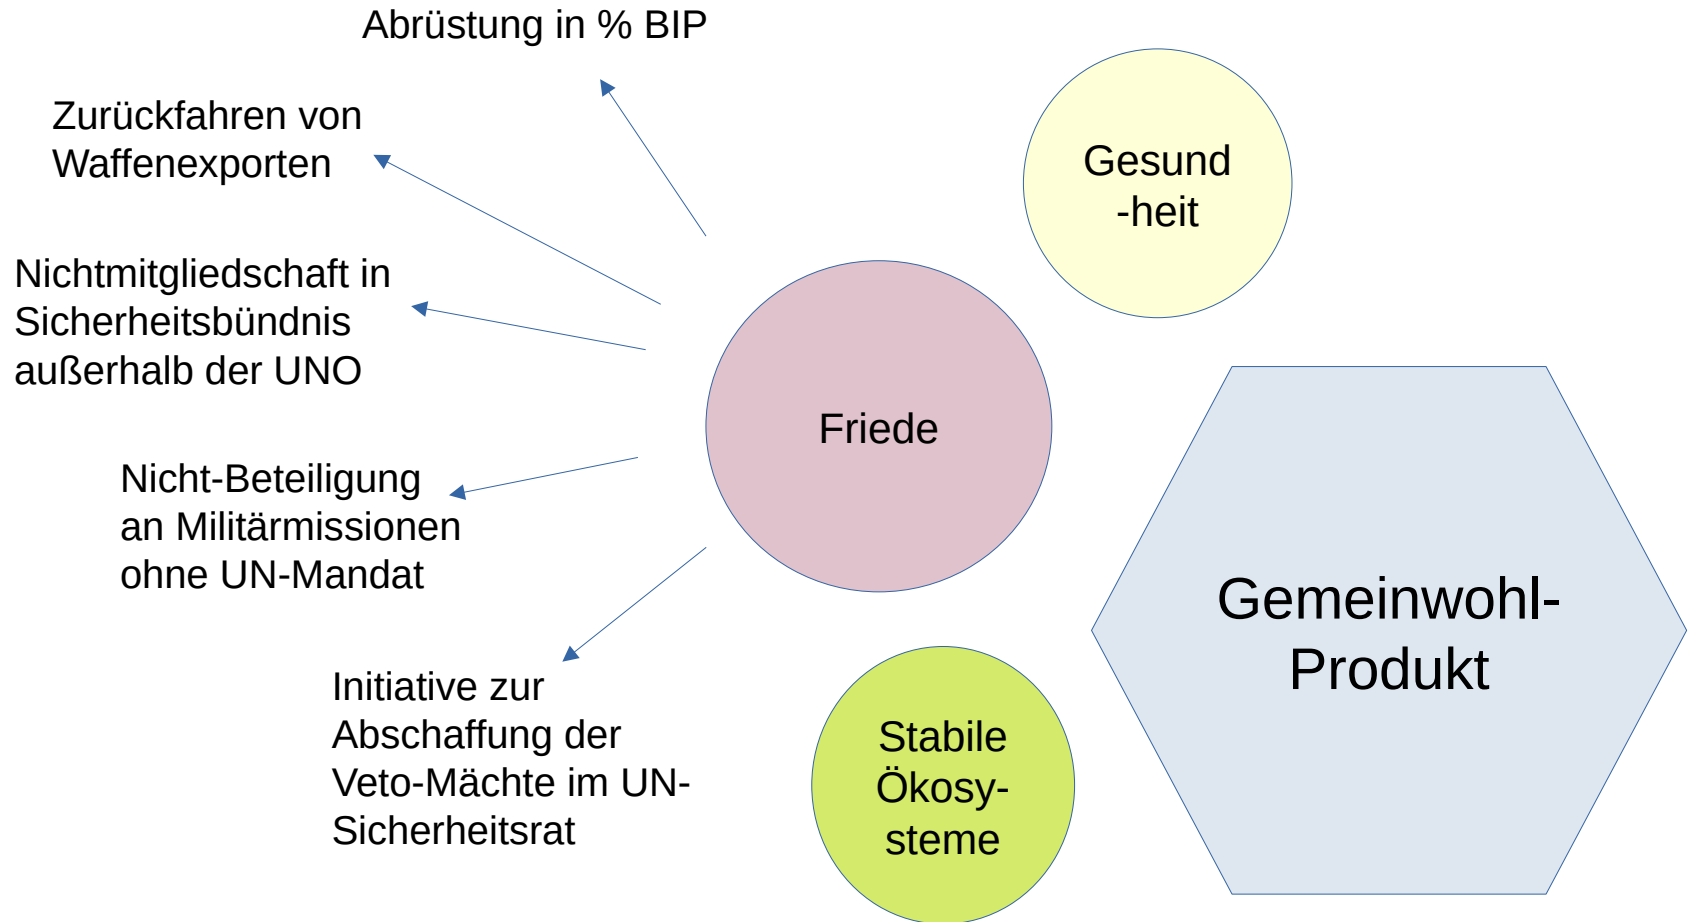 Abrüstung in % BIP
Zurückfahren von
Waffenexporten
Nichtmitgliedschaft in
Sicherheitsbündnis
außerhalb der UNO
Nicht-Beteiligung
an Militärmissionen
ohne UN-Mandat
Initiative zur
Abschaffung der
Veto-Mächte im UN-
Sicherheitsrat
Friede
Gesund
-heit
Stabile
Ökosy-
steme
Gemeinwohl-
Produkt